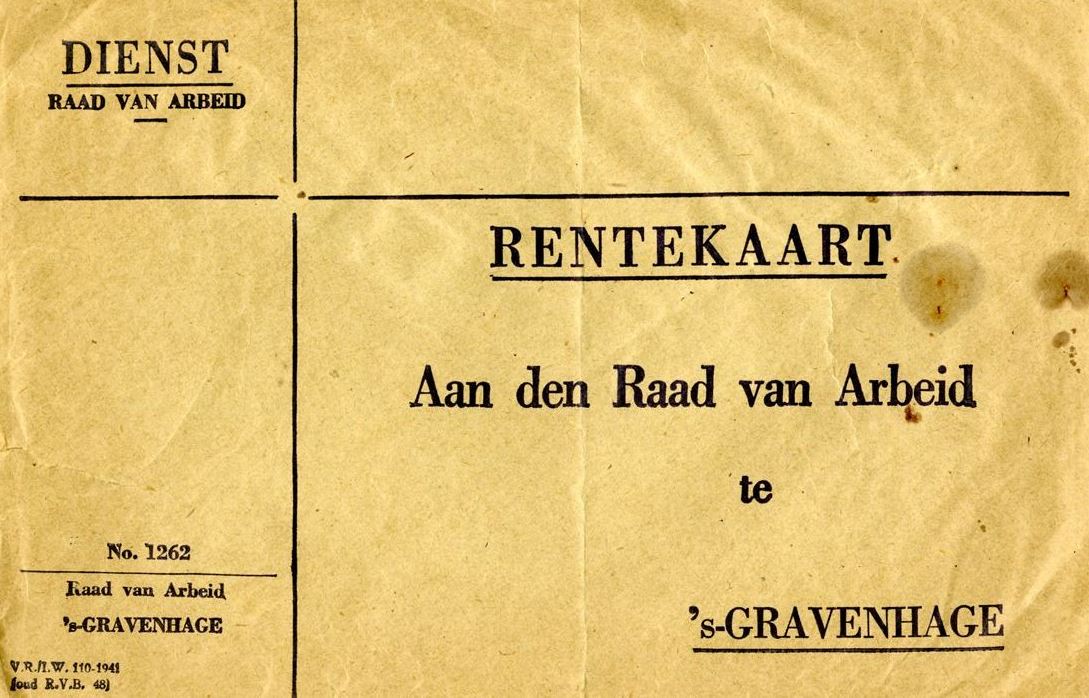 DIENST
RAAD VAN ARBEID
RENTEKAART
Aan den Raad van Arbeid
te
's-GRAVENHAGE
No. 1262
Raad van Arbeid
's-GRAVENHAGE
V.R./I.W. 110-1941
(oud R.V.B. 48)